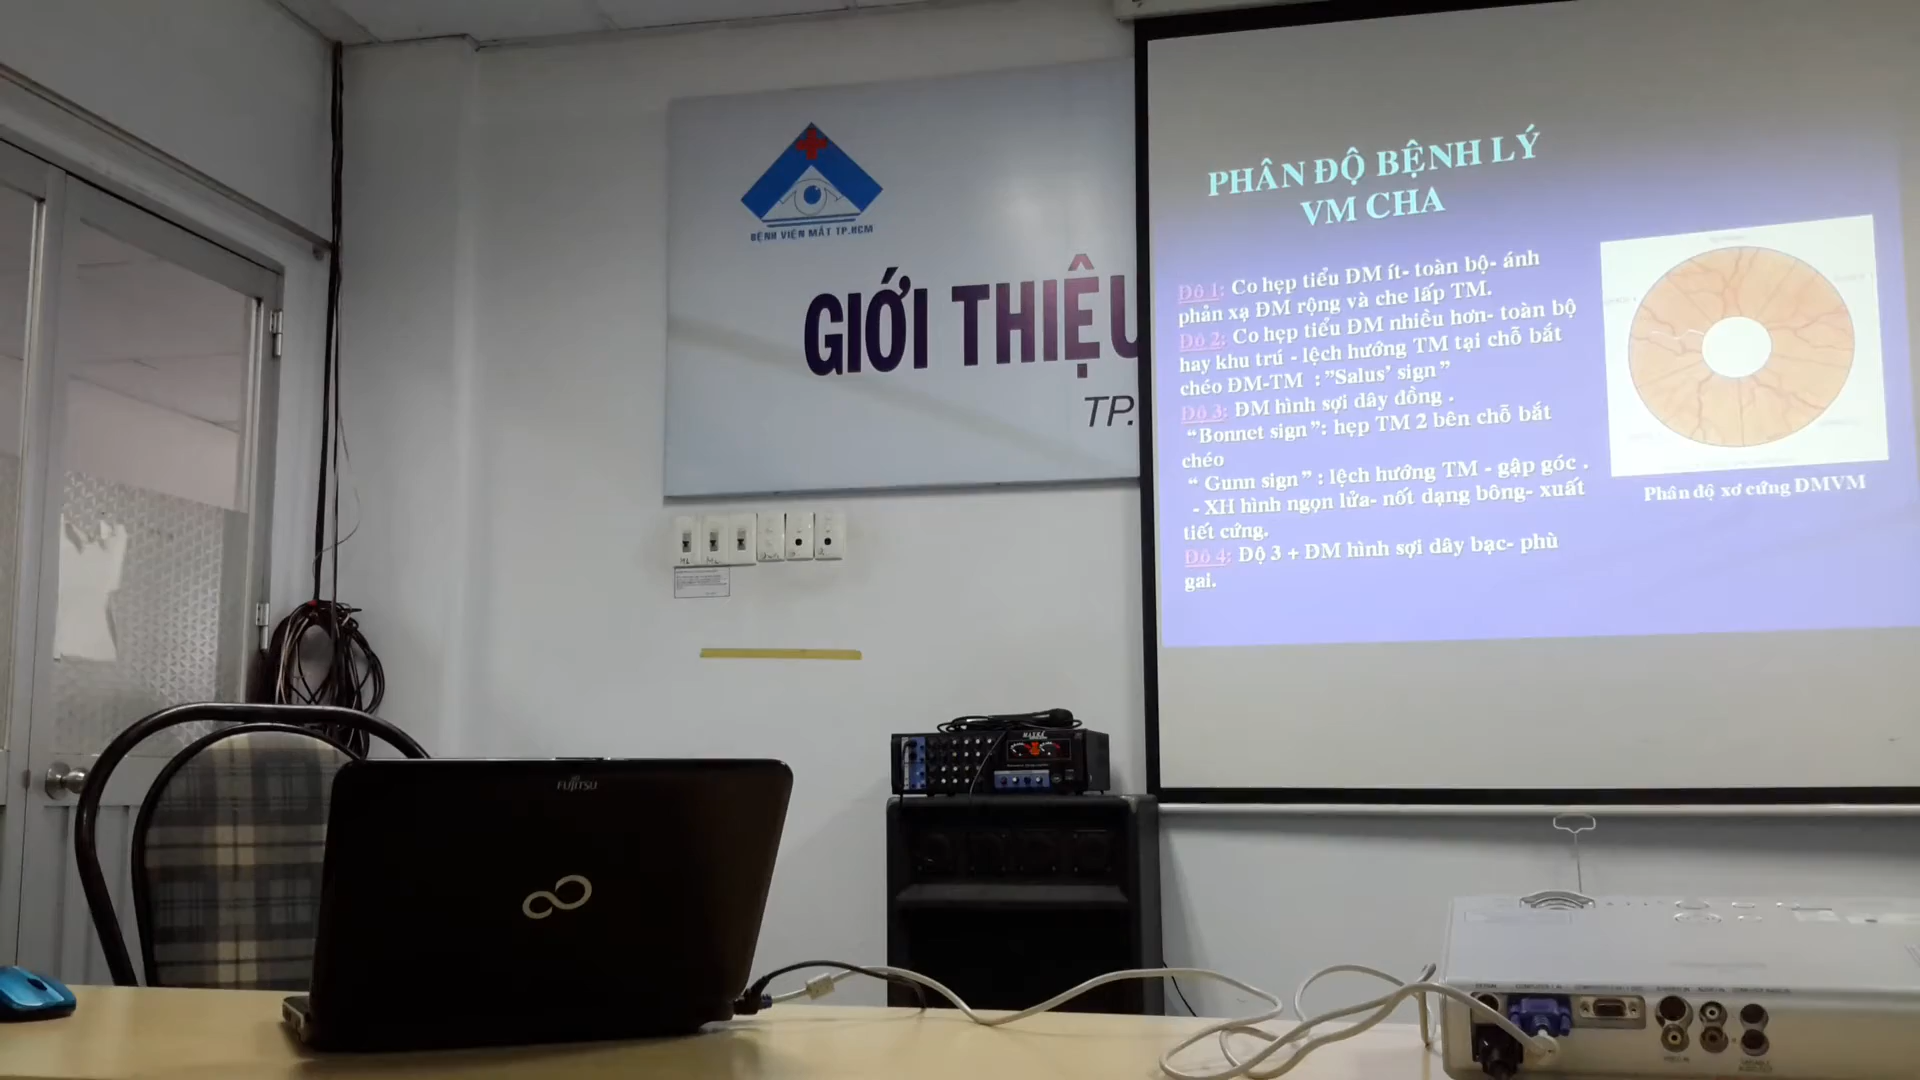 BỆNH VIỆN MẮT TP.HCM
GIỚI THIỆU
TP.
PHÂN ĐỘ BỆNH LÝ
VM CHA
Độ 1: Co hẹp tiểu ĐM ít- toàn bộ- ánh
phản xạ ĐM rộng và che lấp TM.
Độ 2: Co hẹp tiểu ĐM nhiều hơn- toàn bộ
hay khu trú - lệch hướng TM tại chỗ bắt
chéo ĐM-TM : ”Salus’ sign”
Độ 3: ĐM hình sợi dây đồng .
“Bonnet sign”: hẹp TM 2 bên chỗ bắt
chéo
“ Gunn sign” : lệch hướng TM - gập góc .
- XH hình ngọn lửa- nốt dạng bông- xuất
tiết cứng.
Độ 4: Độ 3 + ĐM hình sợi dây bạc- phù
gai.
Phân độ xơ cứng ĐMVM
FUJITSU